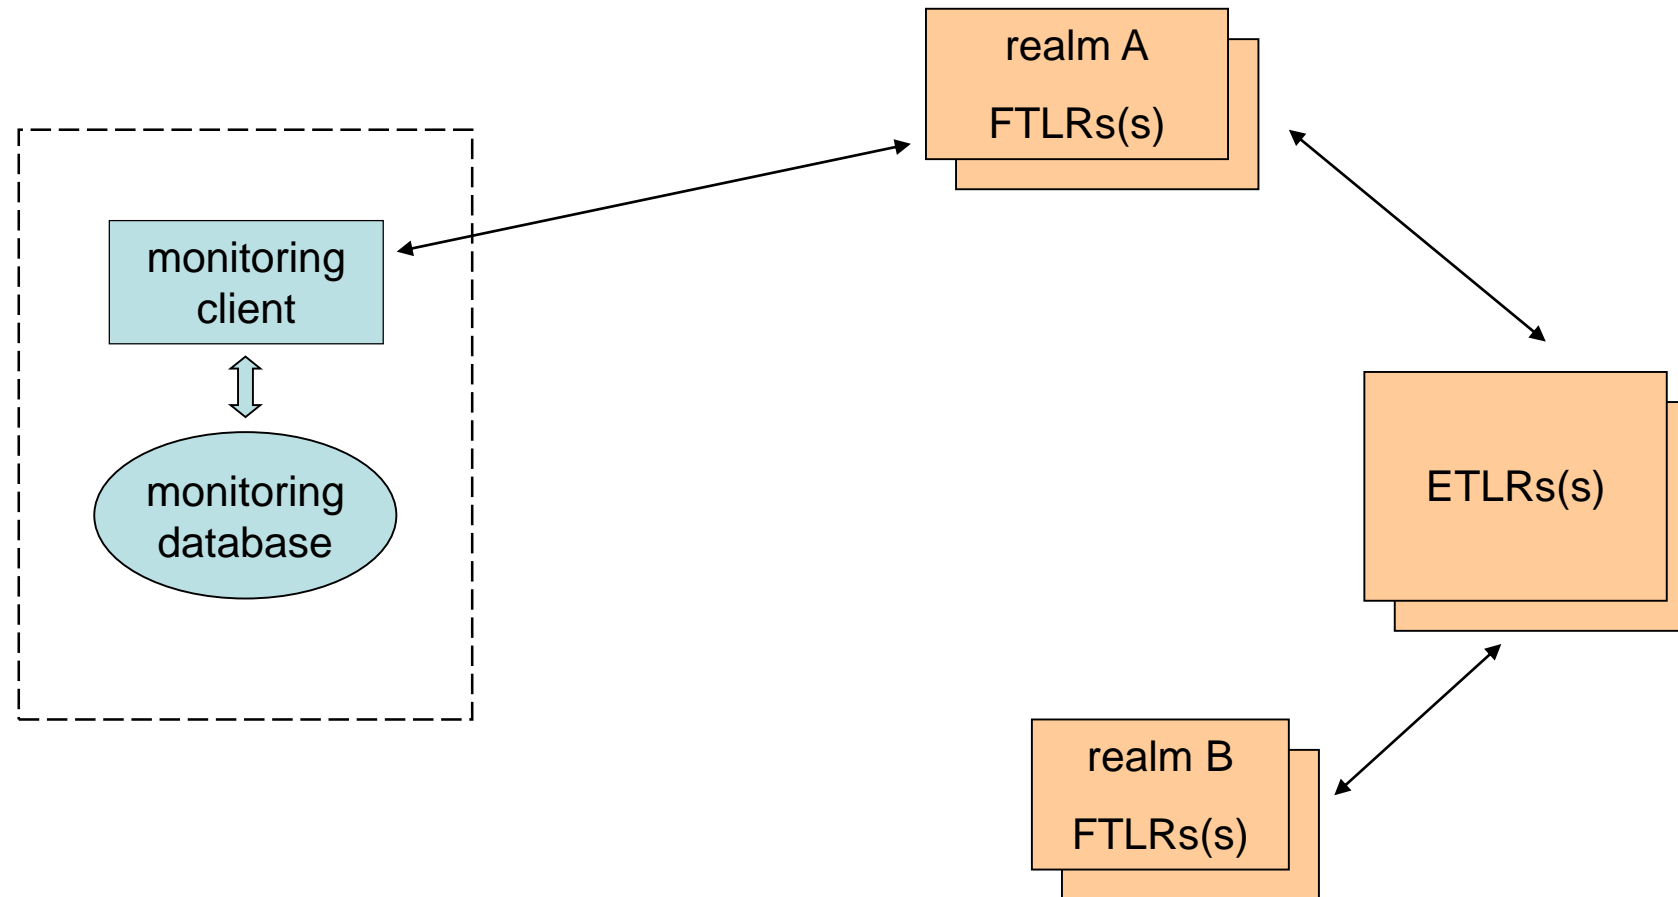 realm A
FTLRs(s)
monitoring
client
monitoring
database
ETLRs(s)
realm B
FTLRs(s)